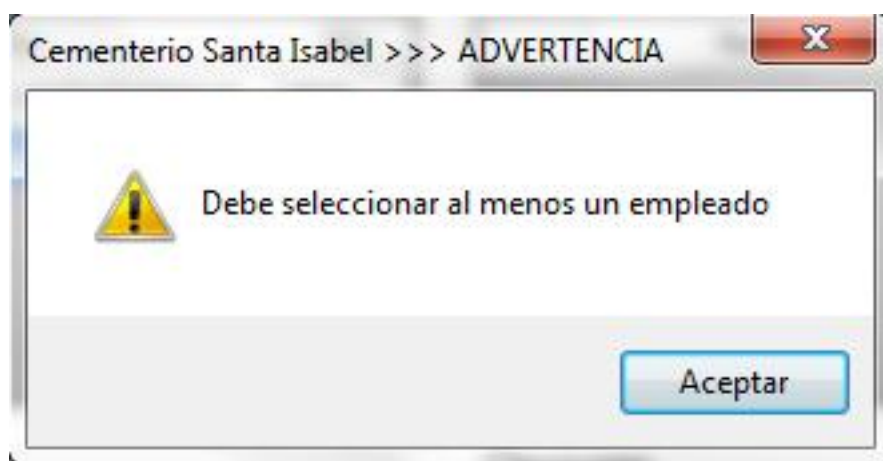 Cementerio Santa Isabel >>> ADVERTENCIA
Debe seleccionar al menos un empleado
Aceptar